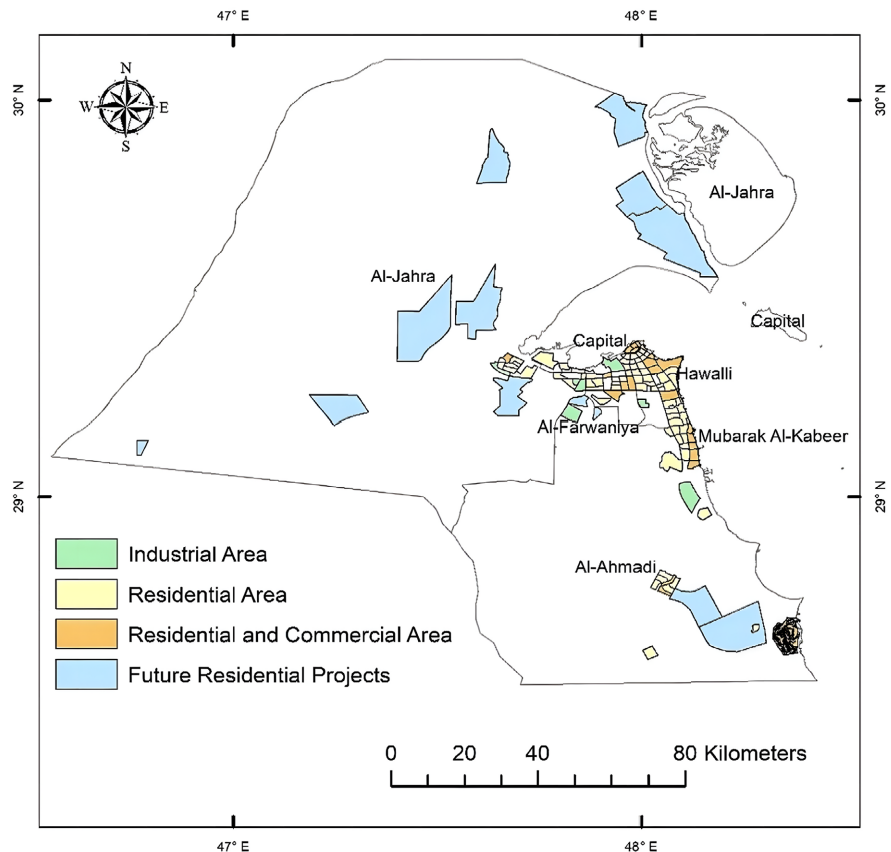 47° E 48° E
N
W E
S
30° N 30° N
Al-Jahra
Al-Jahra
Capital
Capital
Hawalli
Al-Farwaniya
Mubarak Al-Kabeer
29° N 29° N
Industrial Area
Al-Ahmadi
Residential Area
Residential and Commercial Area
Future Residential Projects
0 20 40 80 Kilometers
47° E 48° E